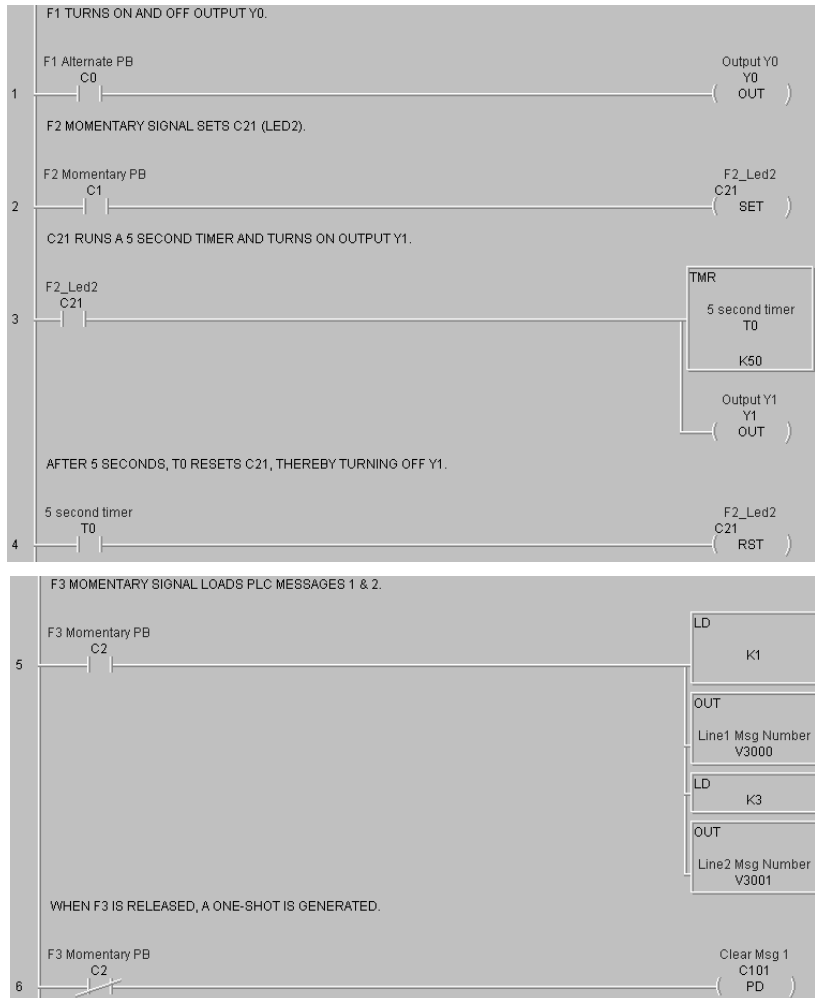 F1 TURNS ON AND OFF OUTPUT Y0.
F1 Alternate PB
C0
Output Y0
Y0
1
OUT
F2 MOMENTARY SIGNAL SETS C21 (LED2).
F2 Momentary PB
C1
F2_Led2
C21
2
SET
C21 RUNS A 5 SECOND TIMER AND TURNS ON OUTPUT Y1.
F2_Led2
C21
3
TMR
5 second timer
T0
K50
Output Y1
Y1
OUT
AFTER 5 SECONDS, T0 RESETS C21, THEREBY TURNING OFF Y1.
5 second timer
T0
F2_Led2
C21
4
RST
F3 MOMENTARY SIGNAL LOADS PLC MESSAGES 1 & 2.
F3 Momentary PB
C2
5
LD
K1
OUT
Line1 Msg Number
V3000
LD
K3
OUT
Line2 Msg Number
V3001
WHEN F3 IS RELEASED, A ONE-SHOT IS GENERATED.
F3 Momentary PB
C2
Clear Msg 1
C101
6
PD